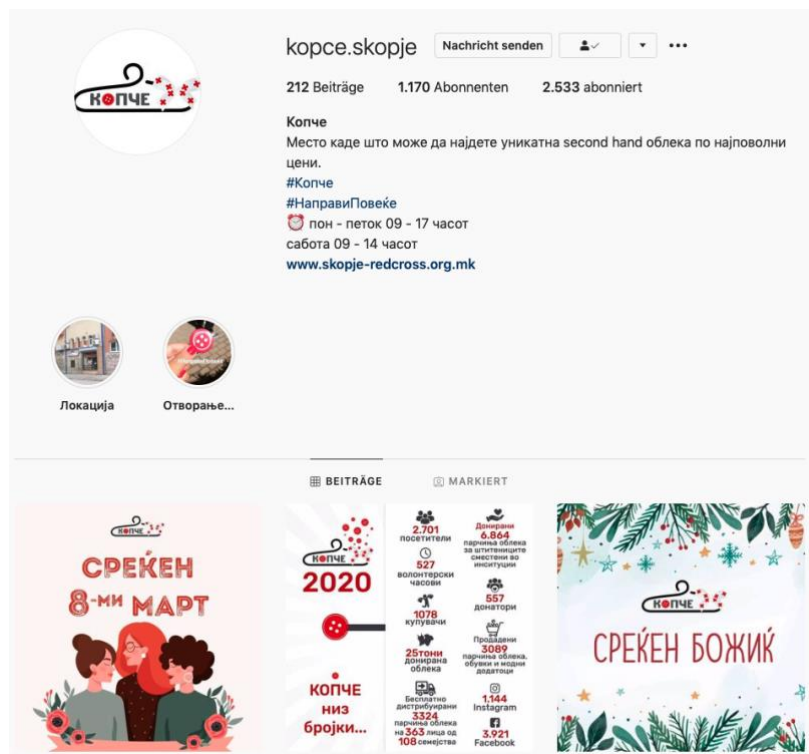 КОПЧЕ
kopce.skopje
Nachricht senden
212 Beiträge 1.170 Abonnenten 2.533 abonniert
Копче
Место каде што може да најдете уникатна second hand облека по најповолни
цени.
#Копче
#НаправиПовеќе
пон - петок 09 - 17 часот
сабота 09 - 14 часот
www.skopje-redcross.org.mk
Локација
Отворање...
BEITRÄGE
MARKIERT
КОПЧЕ
СРЕЌЕН
8-МИ МАРТ
КОПЧЕ
2020
КОПЧЕ
низ
бројки...
2.701
посетители
527
волонтерски
часови
1078
купувачи
25тони
донирана
облека
Бесплатно
дистрибуирани
3324
парчиња облека
на 363 лица од
108 семејства
Донирани
6.864
парчиња облека
за штитениците
сместени во
инситуции
557
донатори
Продадени
3089
парчиња облека,
обувки и модни
додатоци
1.144
Instagram
3.921
Facebook
КОПЧЕ
СРЕЌЕН БОЖИЌ